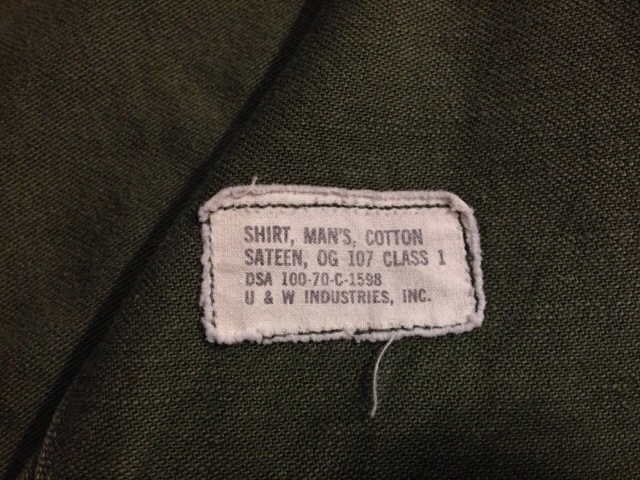 SHIRT, MAN'S, COTTON
SATEEN, OG 107 CLASS 1
DSA 100-70-C-1598
U & W INDUSTRIES, INC.